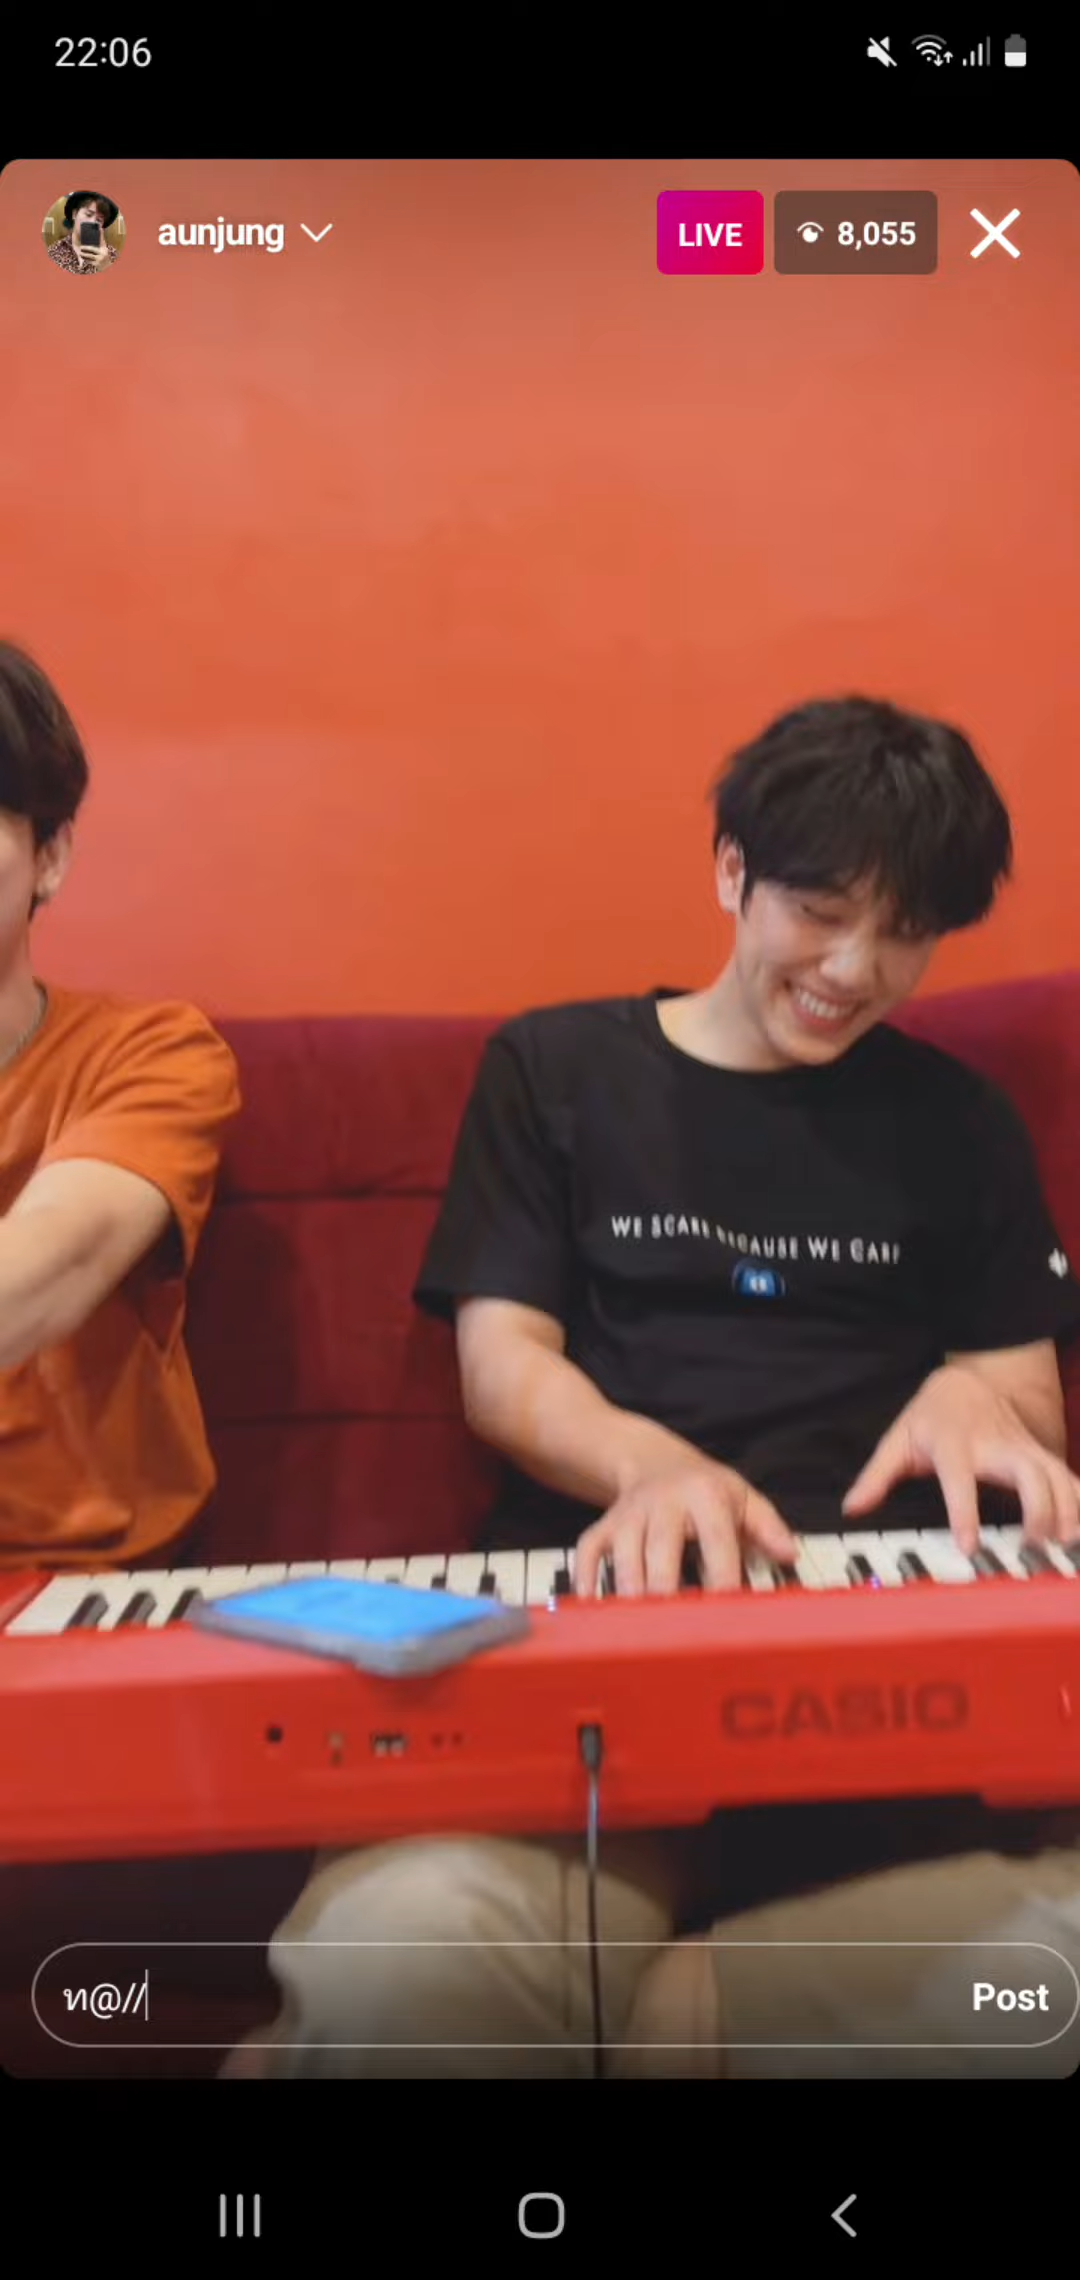 22:06
aunjung
LIVE
8,055
WE SCARE BECAUSE WE CARE
CASIO
ท@//
Post